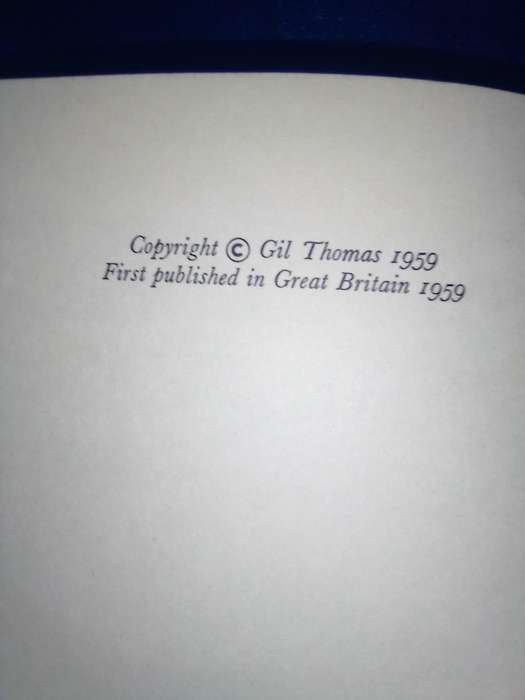 Copyright © Gil Thomas 1959
First published in Great Britain 1959